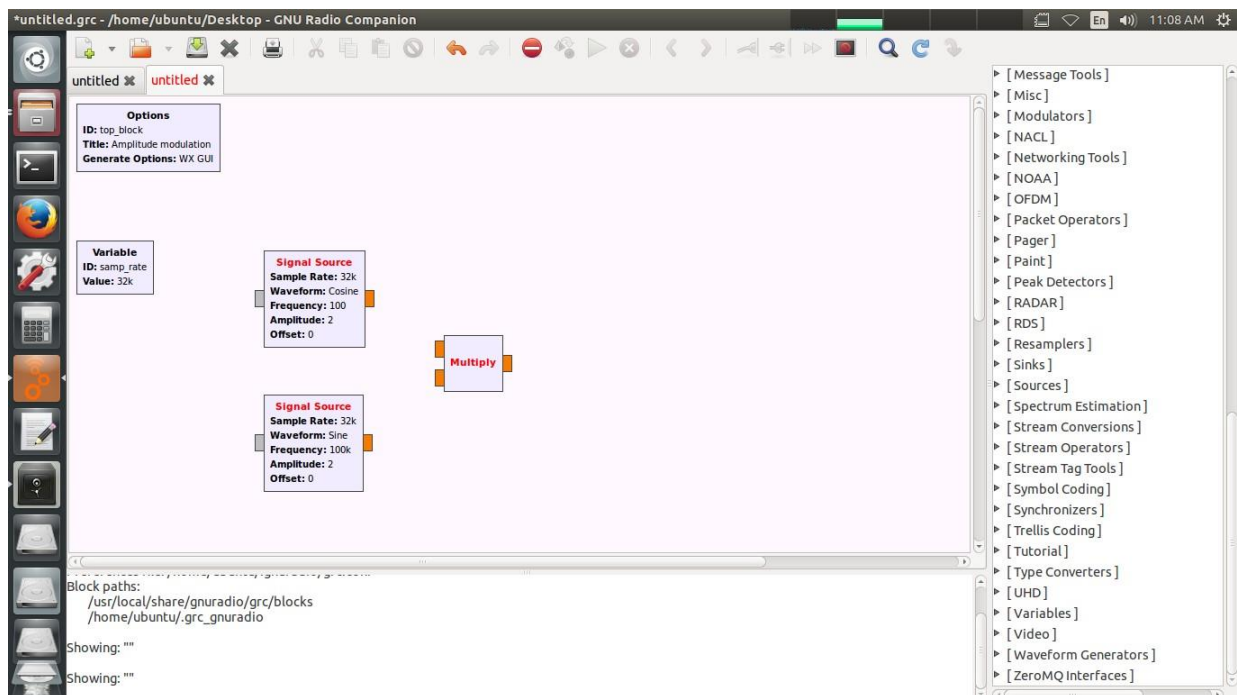 *untitled.grc - /home/ubuntu/Desktop - GNU Radio Companion
En
11:08 AM
untitled
untitled
Options
ID: top_block
Title: Amplitude modulation
Generate Options: WX GUI
Variable
ID: samp_rate
Value: 32k
Signal Source
Sample Rate: 32k
Waveform: Cosine
Frequency: 100
Amplitude: 2
Offset: 0
Multiply
Signal Source
Sample Rate: 32k
Waveform: Sine
Frequency: 100k
Amplitude: 2
Offset: 0
Block paths:
/usr/local/share/gnuradio/grc/blocks
/home/ubuntu/.grc_gnuradio
Showing: ""
Showing: ""
[ Message Tools ]
[ Misc ]
[ Modulators ]
[ NACL ]
[ Networking Tools ]
[ NOAA ]
[ OFDM ]
[ Packet Operators ]
[ Pager ]
[ Paint ]
[ Peak Detectors ]
[ RADAR ]
[ RDS ]
[ Resamplers ]
[ Sinks ]
[ Sources ]
[ Spectrum Estimation ]
[ Stream Conversions ]
[ Stream Operators ]
[ Stream Tag Tools ]
[ Symbol Coding ]
[ Synchronizers ]
[ Trellis Coding ]
[ Tutorial ]
[ Type Converters ]
[ UHD ]
[ Variables ]
[ Video ]
[ Waveform Generators ]
[ ZeroMQ Interfaces ]